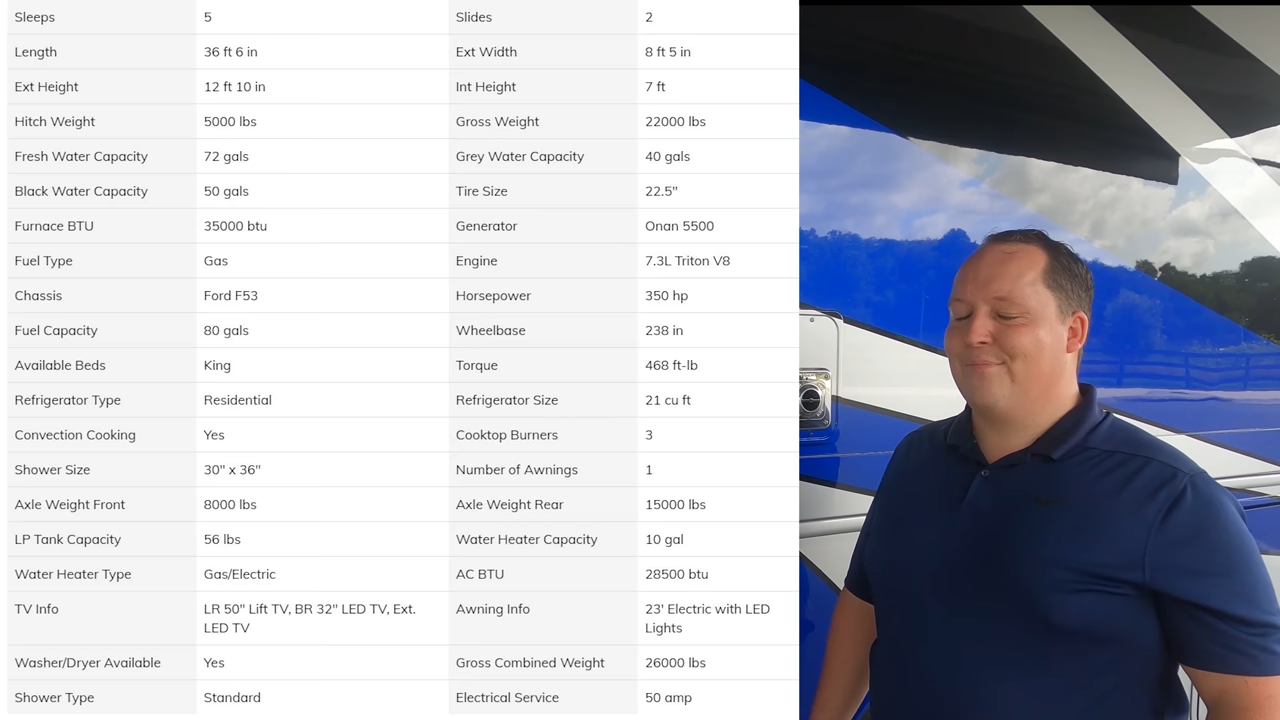 Sleeps 5 Slides 2
Length 36 ft 6 in Ext Width 8 ft 5 in
Ext Height 12 ft 10 in Int Height 7 ft
Hitch Weight 5000 lbs Gross Weight 22000 lbs
Fresh Water Capacity 72 gals Grey Water Capacity 40 gals
Black Water Capacity 50 gals Tire Size 22.5"
Furnace BTU 35000 btu Generator Onan 5500
Fuel Type Gas Engine 7.3L Triton V8
Chassis Ford F53 Horsepower 350 hp
Fuel Capacity 80 gals Wheelbase 238 in
Available Beds King Torque 468 ft-lb
Refrigerator Type Residential Refrigerator Size 21 cu ft
Convection Cooking Yes Cooktop Burners 3
Shower Size 30" x 36" Number of Awnings 1
Axle Weight Front 8000 lbs Axle Weight Rear 15000 lbs
LP Tank Capacity 56 lbs Water Heater Capacity 10 gal
Water Heater Type Gas/Electric AC BTU 28500 btu
TV Info LR 50" Lift TV, BR 32" LED TV, Ext. Awning Info 23' Electric with LED
LED TV Lights
Washer/Dryer Available Yes Gross Combined Weight 26000 lbs
Shower Type Standard Electrical Service 50 amp